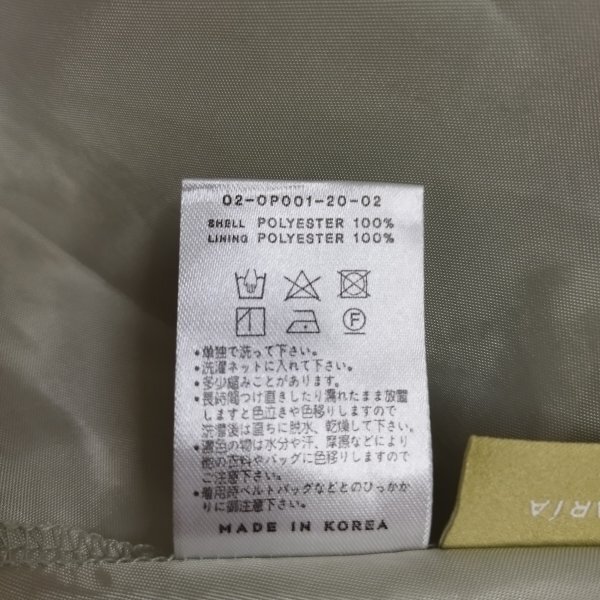 02-OP001-20-02
SHELL POLYESTER 100%
LINING POLYESTER 100%
F
・単独で洗って下さい。
・洗濯ネットに入れて下さい。
・多少縮みことがあります。
・長時間つけ置きしたり濡れたまま放置
しますと色泣きや色移りしますので
洗濯後は直ちに脱水、乾燥して下さい。
・濃色の物は水分や汗、摩擦などにより
他の衣料やバッグに色移りしますので
ご注意下さい。
・着用時ベルトバッグなどとのひっかか
りに御注意下さい。
MADE IN KOREA
ARÍA